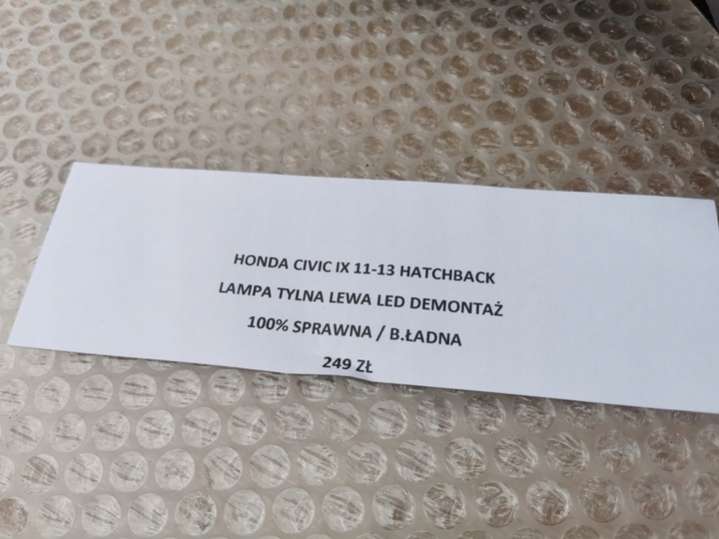 HONDA CIVIC IX 11-13 HATCHBACK
LAMPA TYLNA LEWA LED DEMONTAŻ
100% SPRAWNA / B.ŁADNA
249 ZŁ